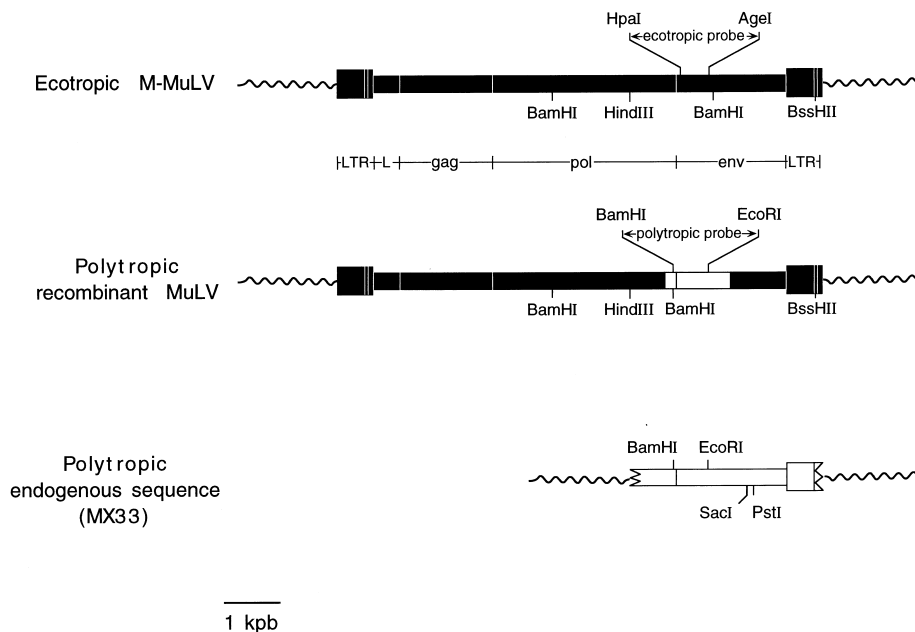 HpaI AgeI
ecotropic probe
Ecotropic M-MuLV
BamHI HindIII BamHI BssHII
LTR L gag pol env LTR
BamHI EcoRI
polytropic probe
Polytropic
recombinant MuLV
BamHI HindIII BamHI BssHII
BamHI EcoRI
Polytropic
endogenous sequence
(MX33)
SacI PstI
1 kpb